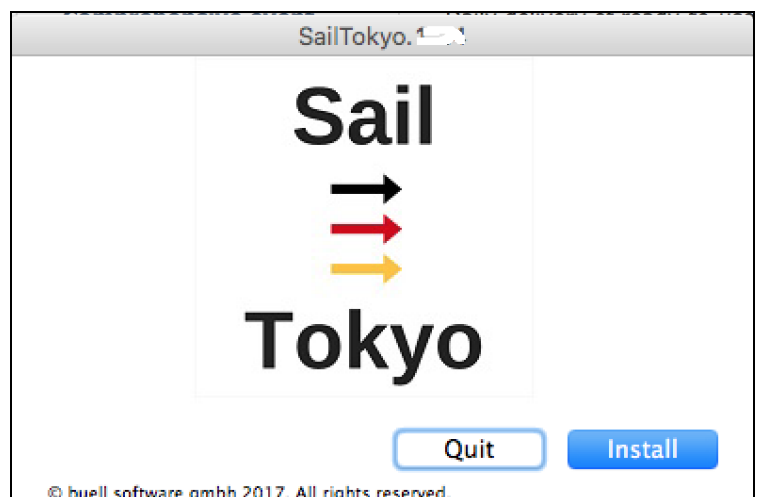 SailTokyo.
Sail
Tokyo
Quit
Install
© buell software gmbh 2017. All rights reserved.